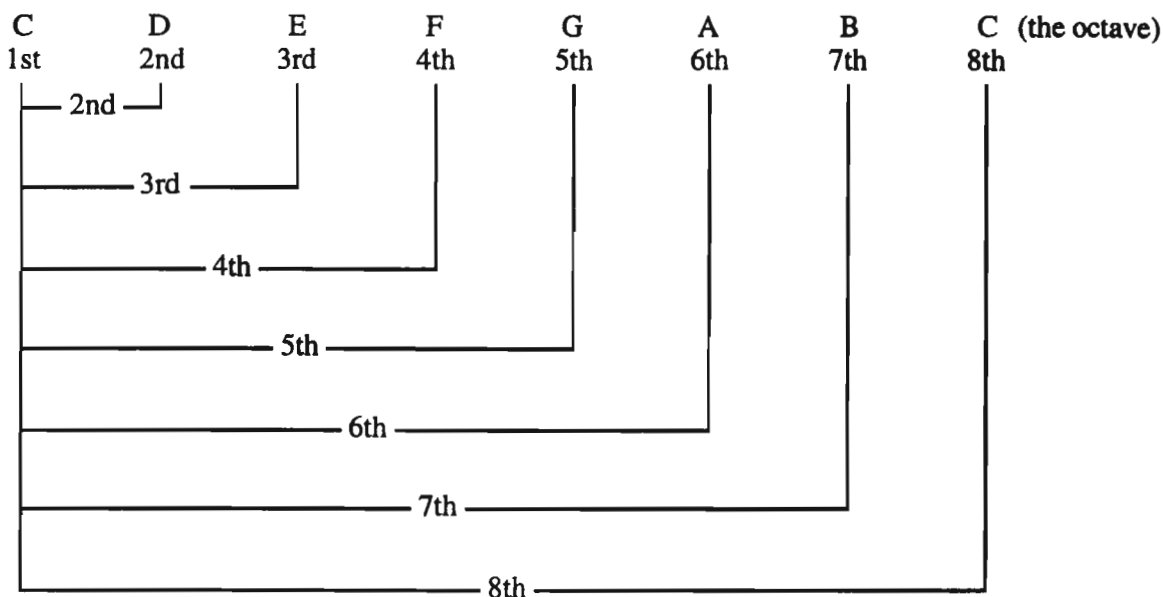 C D E F G A B C (the octave)
1st 2nd 3rd 4th 5th 6th 7th 8th
2nd
3rd
4th
5th
6th
7th
8th